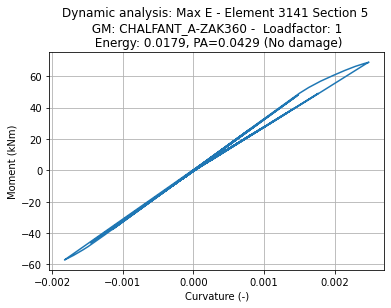 Dynamic analysis: Max E - Element 3141 Section 5
GM: CHALFANT_A-ZAK360 -  Loadfactor: 1
Energy: 0.0179, PA=0.0429 (No damage)
Moment (kNm)
60
40
20
0
−20
−40
−60
−0.002
−0.001
0.000
0.001
0.002
Curvature (-)